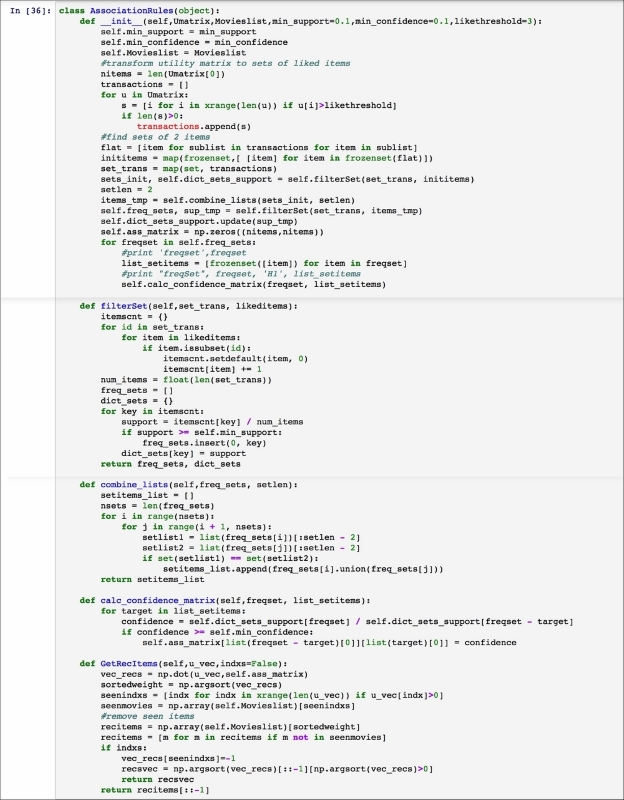 In [36]: class AssociationRules(object):
    def __init__(self,Umatrix,Movieslist,min_support=0.1,min_confidence=0.1,likethreshold=3):
        self.min_support = min_support
        self.min_confidence = min_confidence
        self.Movieslist = Movieslist
        #transform utility matrix to sets of liked items
        nitems = len(Umatrix[0])
        transactions = []
        for u in Umatrix:
            s = [i for i in xrange(len(u)) if u[i]>likethreshold]
            if len(s)>0:
                transactions.append(s)
        #find sets of 2 items
        flat = [item for sublist in transactions for item in sublist]
        inititems = map(frozenset,[ [item] for item in frozenset(flat)])
        set_trans = map(set, transactions)
        sets_init, self.dict_sets_support = self.filterSet(set_trans, inititems)
        setlen = 2
        items_tmp = self.combine_lists(sets_init, setlen)
        self.freq_sets, sup_tmp = self.filterSet(set_trans, items_tmp)
        self.dict_sets_support.update(sup_tmp)
        self.ass_matrix = np.zeros((nitems,nitems))
        for freqset in self.freq_sets:
            #print 'freqset',freqset
            list_setitems = [frozenset([item]) for item in freqset]
            #print "freqSet", freqset, 'H1', list_setitems
            self.calc_confidence_matrix(freqset, list_setitems)
    def filterSet(self,set_trans, likeditems):
        itemscnt = {}
        for id in set_trans:
            for item in likeditems:
                if item.issubset(id):
                    itemscnt.setdefault(item, 0)
                    itemscnt[item] += 1
        num_items = float(len(set_trans))
        freq_sets = []
        dict_sets = {}
        for key in itemscnt:
            support = itemscnt[key] / num_items
            if support >= self.min_support:
                freq_sets.insert(0, key)
            dict_sets[key] = support
        return freq_sets, dict_sets
    def combine_lists(self,freq_sets, setlen):
        setitems_list = []
        nsets = len(freq_sets)
        for i in range(nsets):
            for j in range(i + 1, nsets):
                setlist1 = list(freq_sets[i])[:setlen - 2]
                setlist2 = list(freq_sets[j])[:setlen - 2]
                if set(setlist1) == set(setlist2):
                    setitems_list.append(freq_sets[i].union(freq_sets[j]))
        return setitems_list
    def calc_confidence_matrix(self,freqset, list_setitems):
        for target in list_setitems:
            confidence = self.dict_sets_support[freqset] / self.dict_sets_support[freqset - target]
            if confidence >= self.min_confidence:
                self.ass_matrix[list(freqset - target)[0]][list(target)[0]] = confidence
    def GetRecItems(self,u_vec,indxs=False):
        vec_recs = np.dot(u_vec,self.ass_matrix)
        sortedweight = np.argsort(vec_recs)
        seenindxs = [indx for indx in xrange(len(u_vec)) if u_vec[indx]>0]
        seenmovies = np.array(self.Movieslist)[seenindxs]
        #remove seen items
        recitems = np.array(self.Movieslist)[sortedweight]
        recitems = [m for m in recitems if m not in seenmovies]
        if indxs:
            vec_recs[seenindxs]=-1
            recsvec = np.argsort(vec_recs)[::-1][np.argsort(vec_recs)>0]
            return recsvec
        return recitems[::-1]